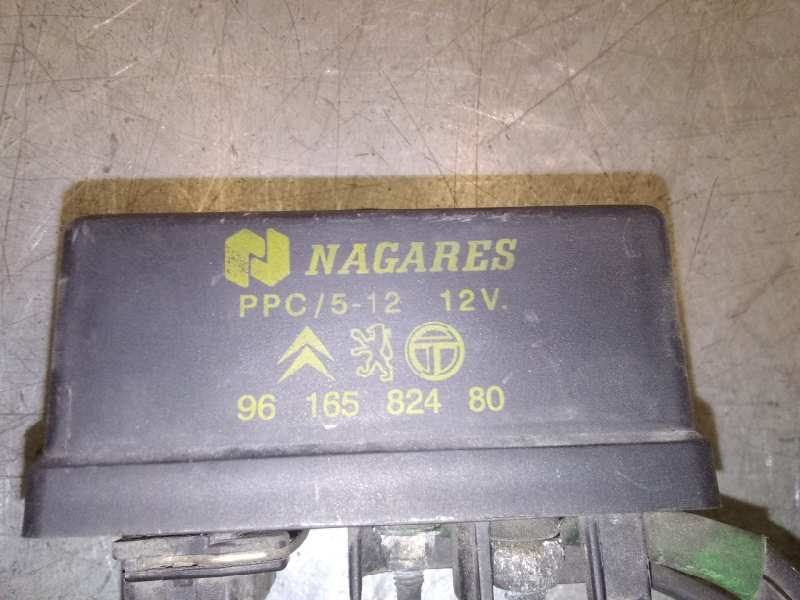 NAGARES
PPC/5-12 12V.
96 165 824 80